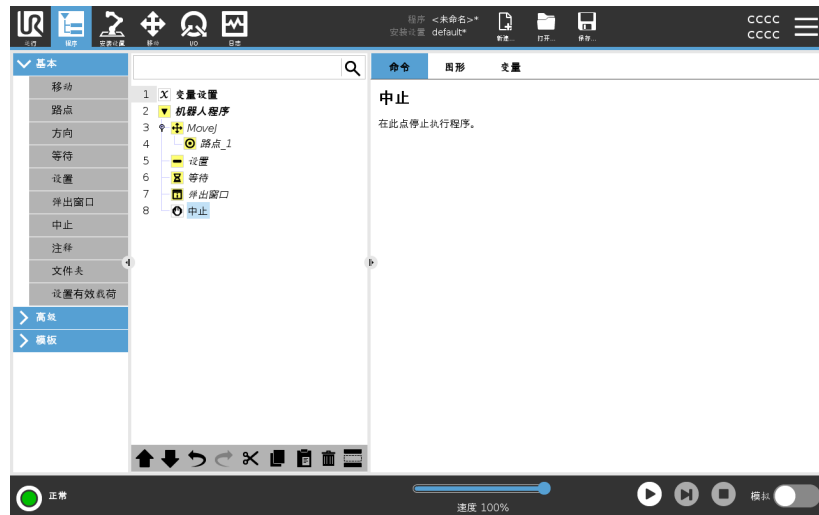 UR
运行
程序
安装设置
移动
I/O
日志
程序 <未命名>*
安装设置 default*
新建...
打开...
保存...
CCCC
CCCC
基本
移动
路点
方向
等待
设置
弹出窗口
中止
注释
文件夹
设置有效载荷
高级
模板
1 X 变量设置
2 机器人程序
3 MoveJ
4 路点_1
5 设置
6 等待
7 弹出窗口
8 中止
命令 图形 变量
中止
在此点停止执行程序。
正常
速度 100%
模拟